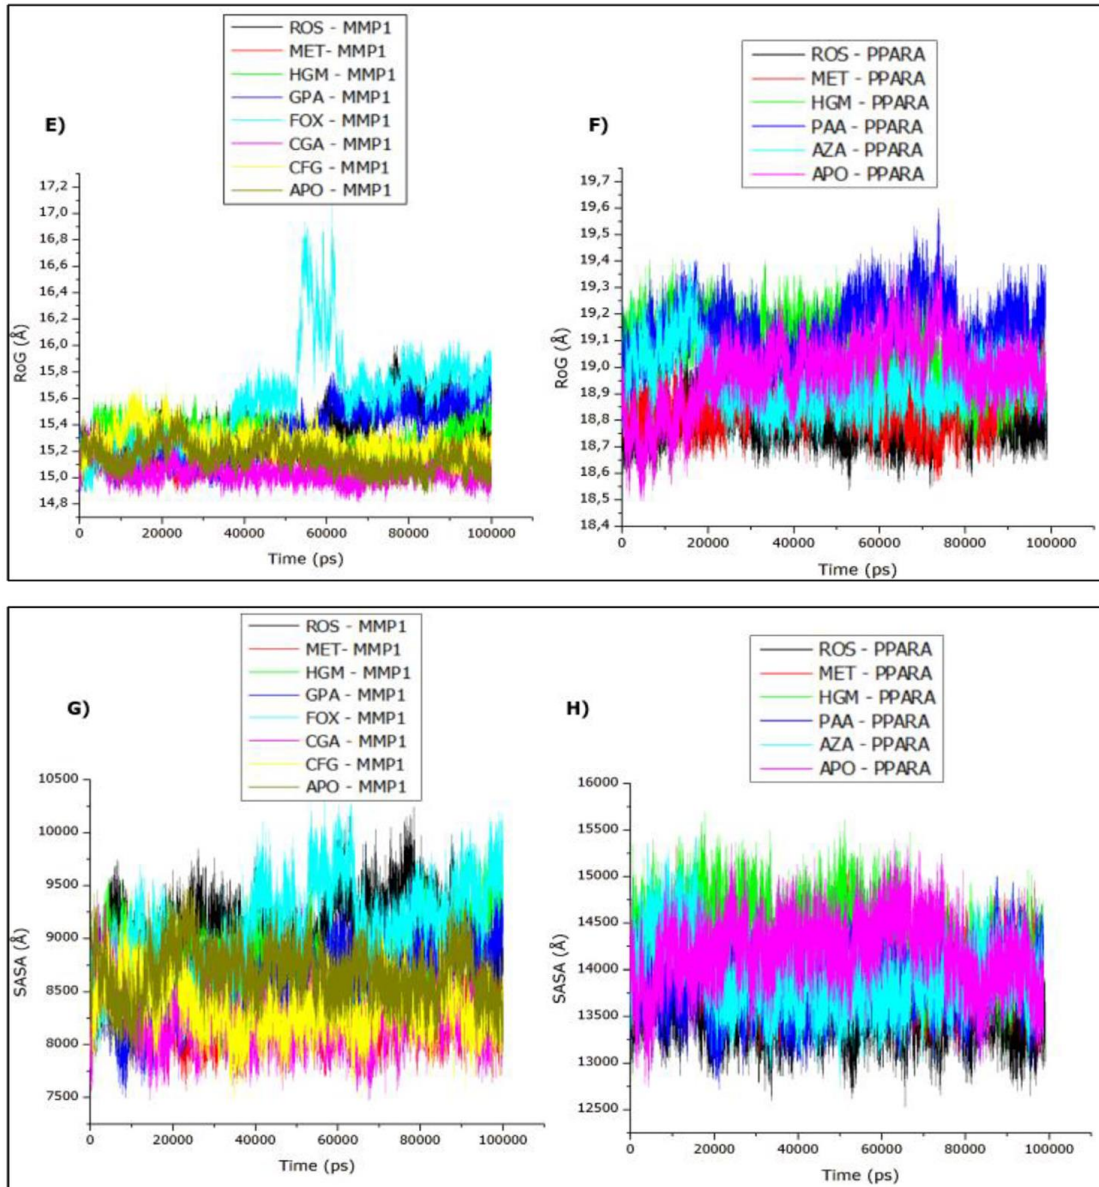 E)
ROS - MMP1
MET- MMP1
HGM - MMP1
GPA - MMP1
FOX - MMP1
CGA - MMP1
CFG - MMP1
APO - MMP1
17,2
17,0
16,8
16,6
16,4
16,2
16,0
15,8
15,6
15,4
15,2
15,0
14,8
RoG (Å)
0 20000 40000 60000 80000 100000
Time (ps)
F)
ROS - PPARA
MET - PPARA
HGM - PPARA
PAA - PPARA
AZA - PPARA
APO - PPARA
19,7
19,6
19,4
19,3
19,2
19,1
19,0
18,9
18,8
18,7
18,6
18,5
18,4
RoG (Å)
0 20000 40000 60000 80000 100000
Time (ps)
G)
ROS - MMP1
MET- MMP1
HGM - MMP1
GPA - MMP1
FOX - MMP1
CGA - MMP1
CFG - MMP1
APO - MMP1
10500
10000
9500
9000
8500
8000
7500
SASA (Å)
0 20000 40000 60000 80000 100000
Time (ps)
H)
ROS - PPARA
MET - PPARA
HGM - PPARA
PAA - PPARA
AZA - PPARA
APO - PPARA
16000
15500
15000
14500
14000
13500
13000
12500
SASA (Å)
0 20000 40000 60000 80000 100000
Time (ps)